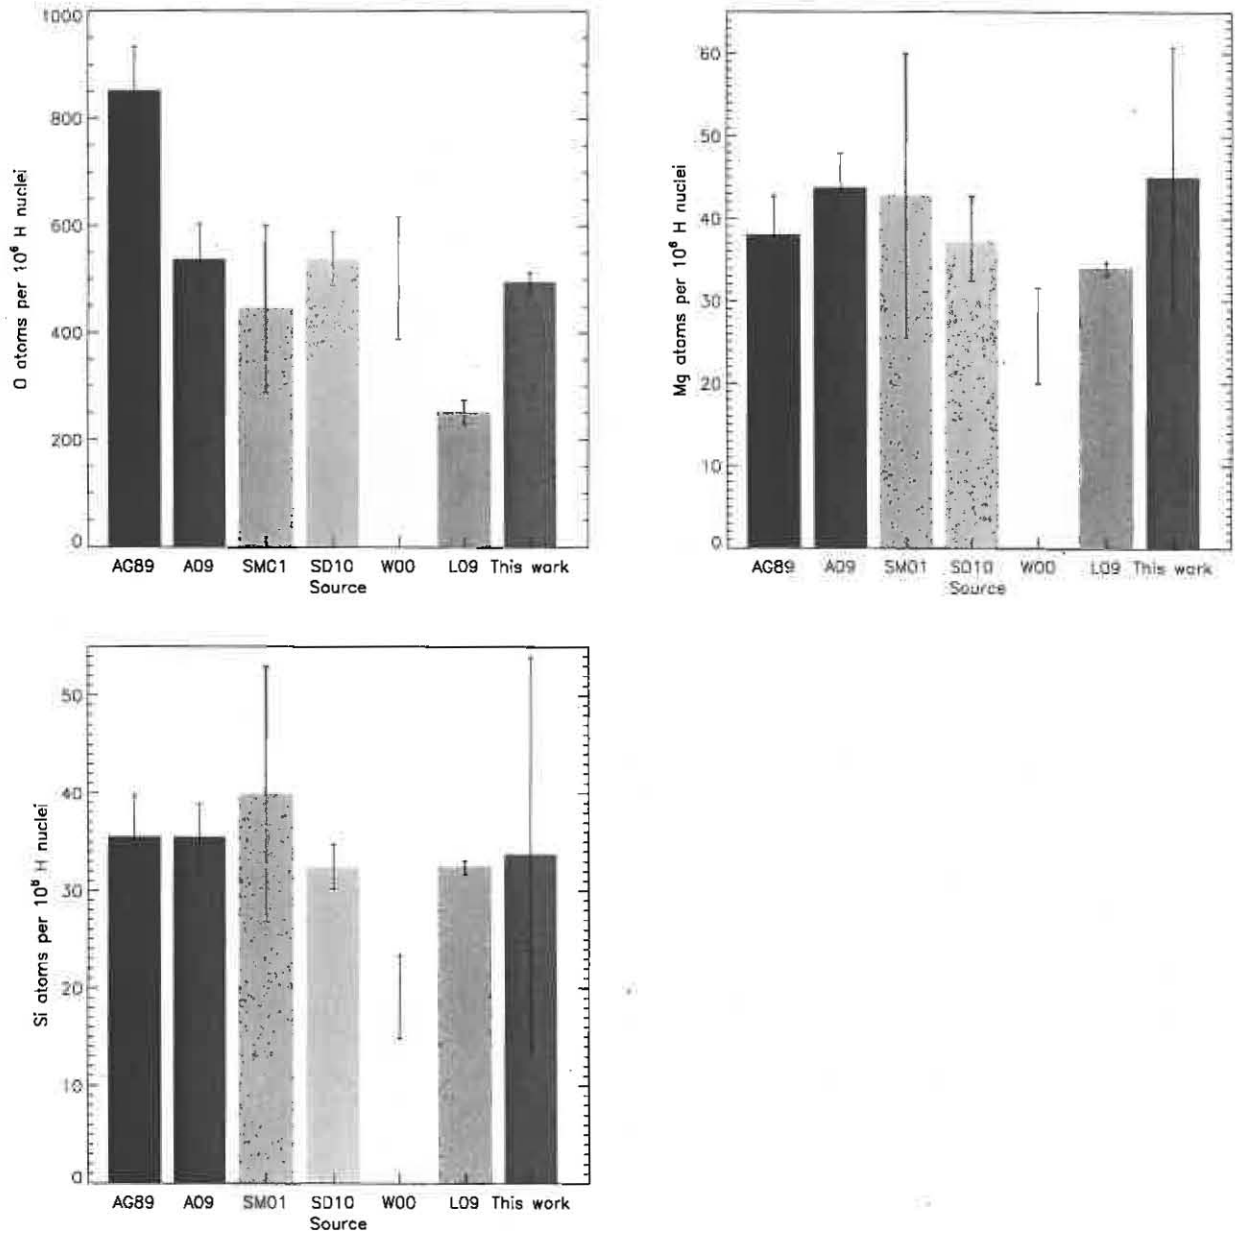 1000
800
600
400
200
0
O atoms per 10⁶ H nuclei
AG89 A09 SM01 SD10 W00 L09 This work
Source
60
50
40
30
20
10
0
Mg atoms per 10⁶ H nuclei
AG89 A09 SM01 SD10 W00 L09 This work
Source
50
40
30
20
10
0
Si atoms per 10⁶ H nuclei
AG89 A09 SM01 SD10 W00 L09 This work
Source